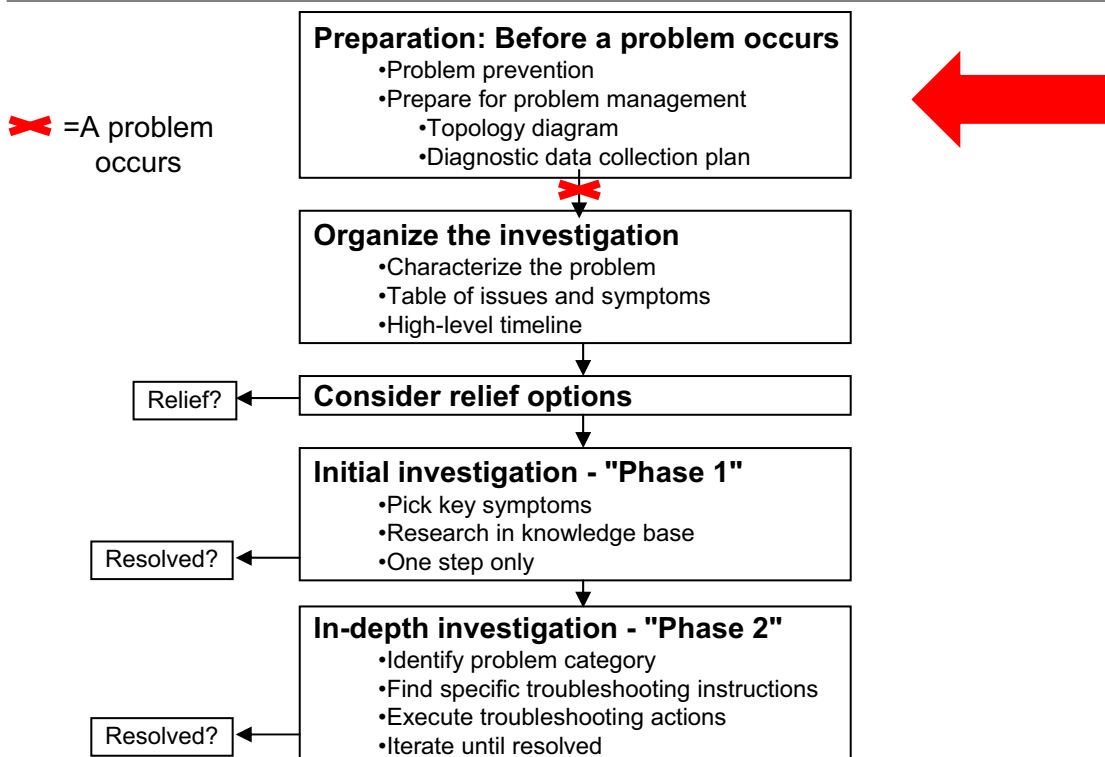 Preparation: Before a problem occurs
•Problem prevention
•Prepare for problem management
•Topology diagram
•Diagnostic data collection plan
=A problem
occurs
Organize the investigation
•Characterize the problem
•Table of issues and symptoms
•High-level timeline
Consider relief options
Relief?
Initial investigation - "Phase 1"
•Pick key symptoms
•Research in knowledge base
•One step only
Resolved?
In-depth investigation - "Phase 2"
•Identify problem category
•Find specific troubleshooting instructions
•Execute troubleshooting actions
•Iterate until resolved
Resolved?